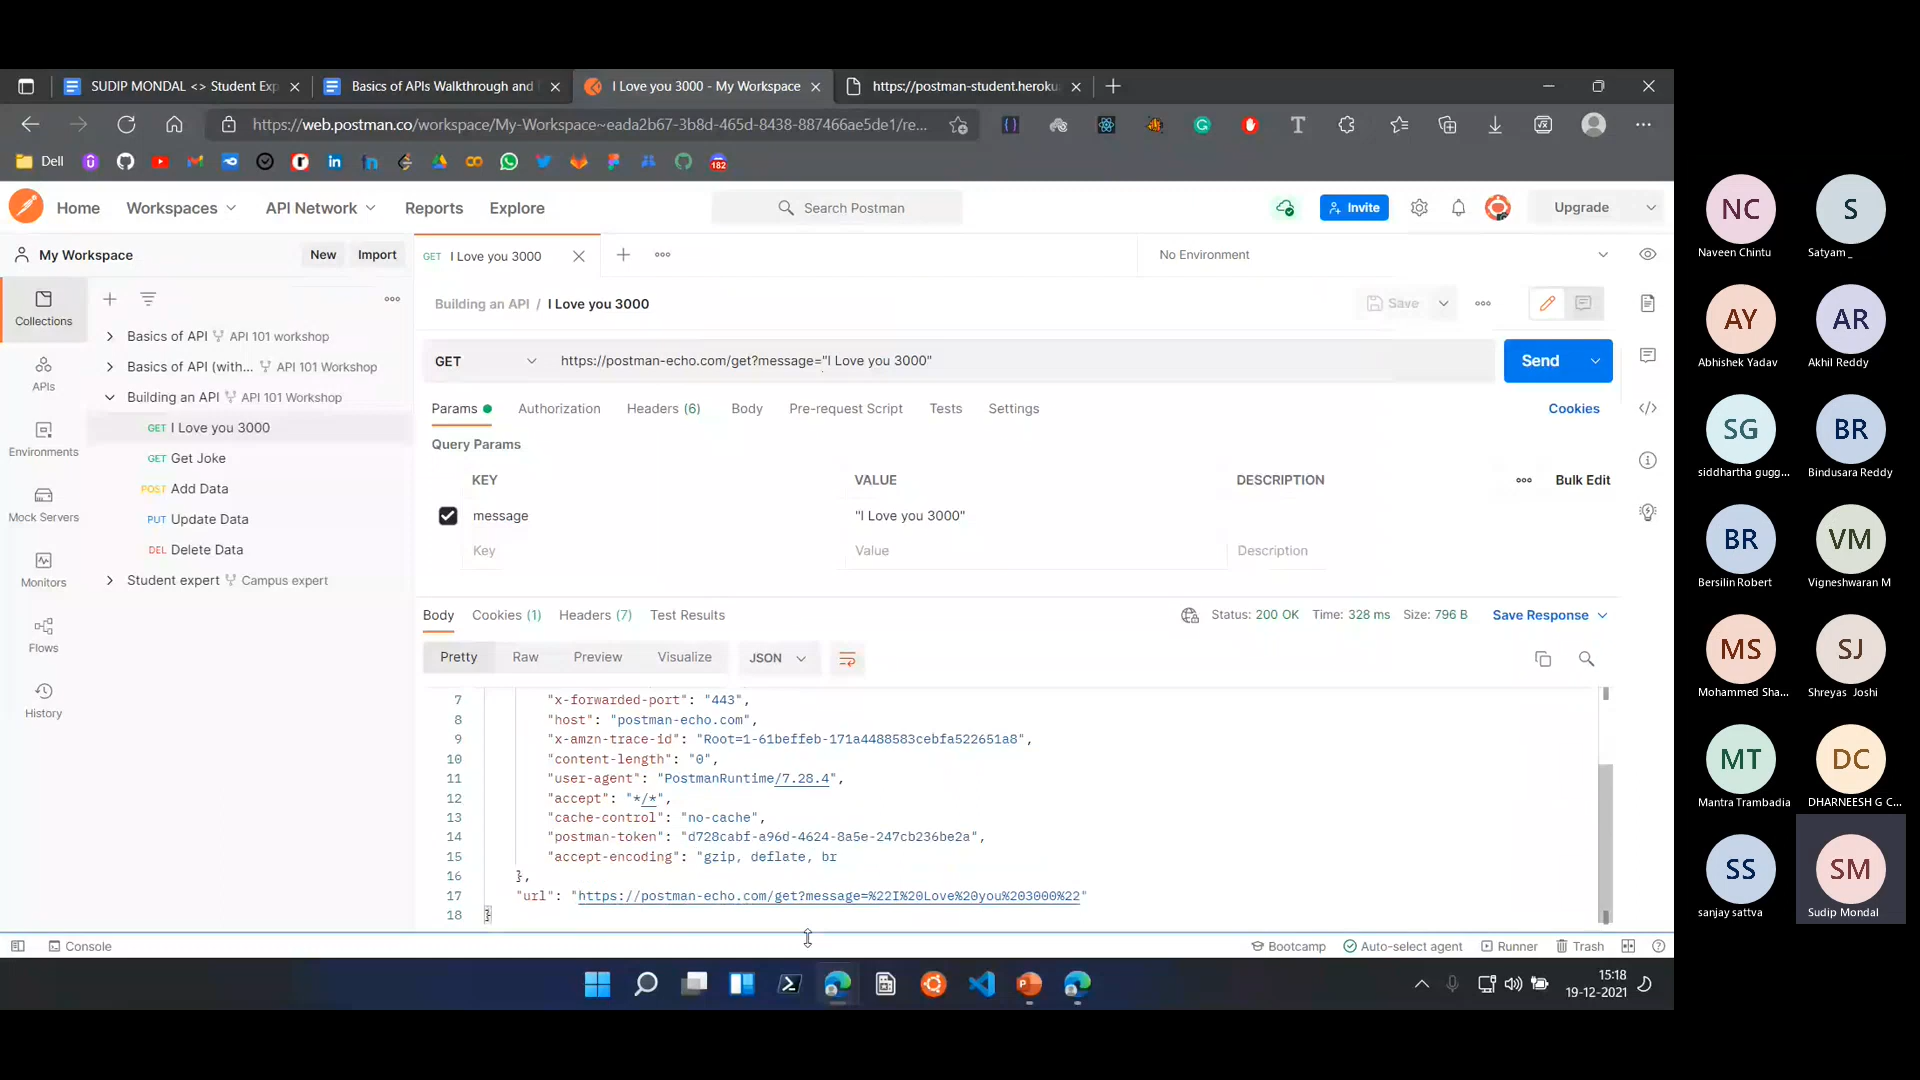 SUDIP MONDAL <> Student Exp
Basics of APIs Walkthrough and
I Love you 3000 - My Workspace
https://postman-student.heroku
https://web.postman.co/workspace/My-Workspace~eada2b67-3b8d-465d-8438-887466ae5de1/re...
Dell
182
Home
Workspaces
API Network
Reports
Explore
Search Postman
Invite
Upgrade
My Workspace
New
Import
GET I Love you 3000
No Environment
Collections
APIs
Environments
Mock Servers
Monitors
Flows
History
Basics of API API 101 workshop
Basics of API (with... API 101 Workshop
Building an API API 101 Workshop
GET I Love you 3000
GET Get Joke
POST Add Data
PUT Update Data
DEL Delete Data
Student expert Campus expert
Building an API / I Love you 3000
Save
GET
https://postman-echo.com/get?message="I Love you 3000"
Send
Params
Authorization
Headers (6)
Body
Pre-request Script
Tests
Settings
Cookies
Query Params
KEY
VALUE
DESCRIPTION
Bulk Edit
message
"I Love you 3000"
Key
Value
Description
Body
Cookies (1)
Headers (7)
Test Results
Status: 200 OK
Time: 328 ms
Size: 796 B
Save Response
Pretty
Raw
Preview
Visualize
JSON
7 "x-forwarded-port": "443",
8 "host": "postman-echo.com",
9 "x-amzn-trace-id": "Root=1-61beffeb-171a4488583cebfa522651a8",
10 "content-length": "0",
11 "user-agent": "PostmanRuntime/7.28.4",
12 "accept": "*/*",
13 "cache-control": "no-cache",
14 "postman-token": "d728cabf-a96d-4624-8a5e-247cb236be2a",
15 "accept-encoding": "gzip, deflate, br
16 },
17 "url": "https://postman-echo.com/get?message=%22I%20Love%20you%203000%22"
18 }
Console
Bootcamp
Auto-select agent
Runner
Trash
15:18
19-12-2021
NC
Naveen Chintu
S
Satyam _
AY
Abhishek Yadav
AR
Akhil Reddy
SG
siddhartha gugg...
BR
Bindusara Reddy
BR
Bersilin Robert
VM
Vigneshwaran M
MS
Mohammed Sha...
SJ
Shreyas Joshi
MT
Mantra Trambadia
DC
DHARNEESH G C...
SS
sanjay sattva
SM
Sudip Mondal